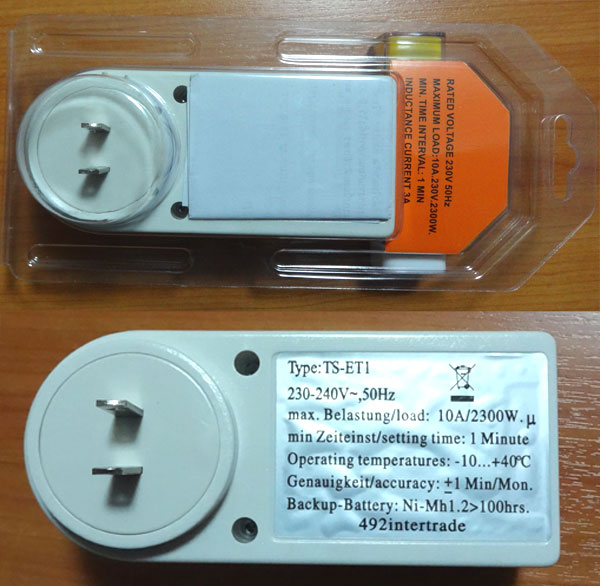 RATED VOLTAGE 230V 50Hz
MAXIMUM LOAD:10A.230V.2300W.
MIN. TIME INTERVAL: 1 MIN
INDUCTANCE CURRENT 3A
Type:TS-ET1
230-240V~,50Hz
max. Belastung/load: 10A/2300W.μ
min Zeiteinst/setting time: 1 Minute
Operating temperatures: -10...+40℃
Genauigkeit/accuracy: ±1 Min/Mon.
Backup-Battery: Ni-Mh1.2>100hrs.
492intertrade